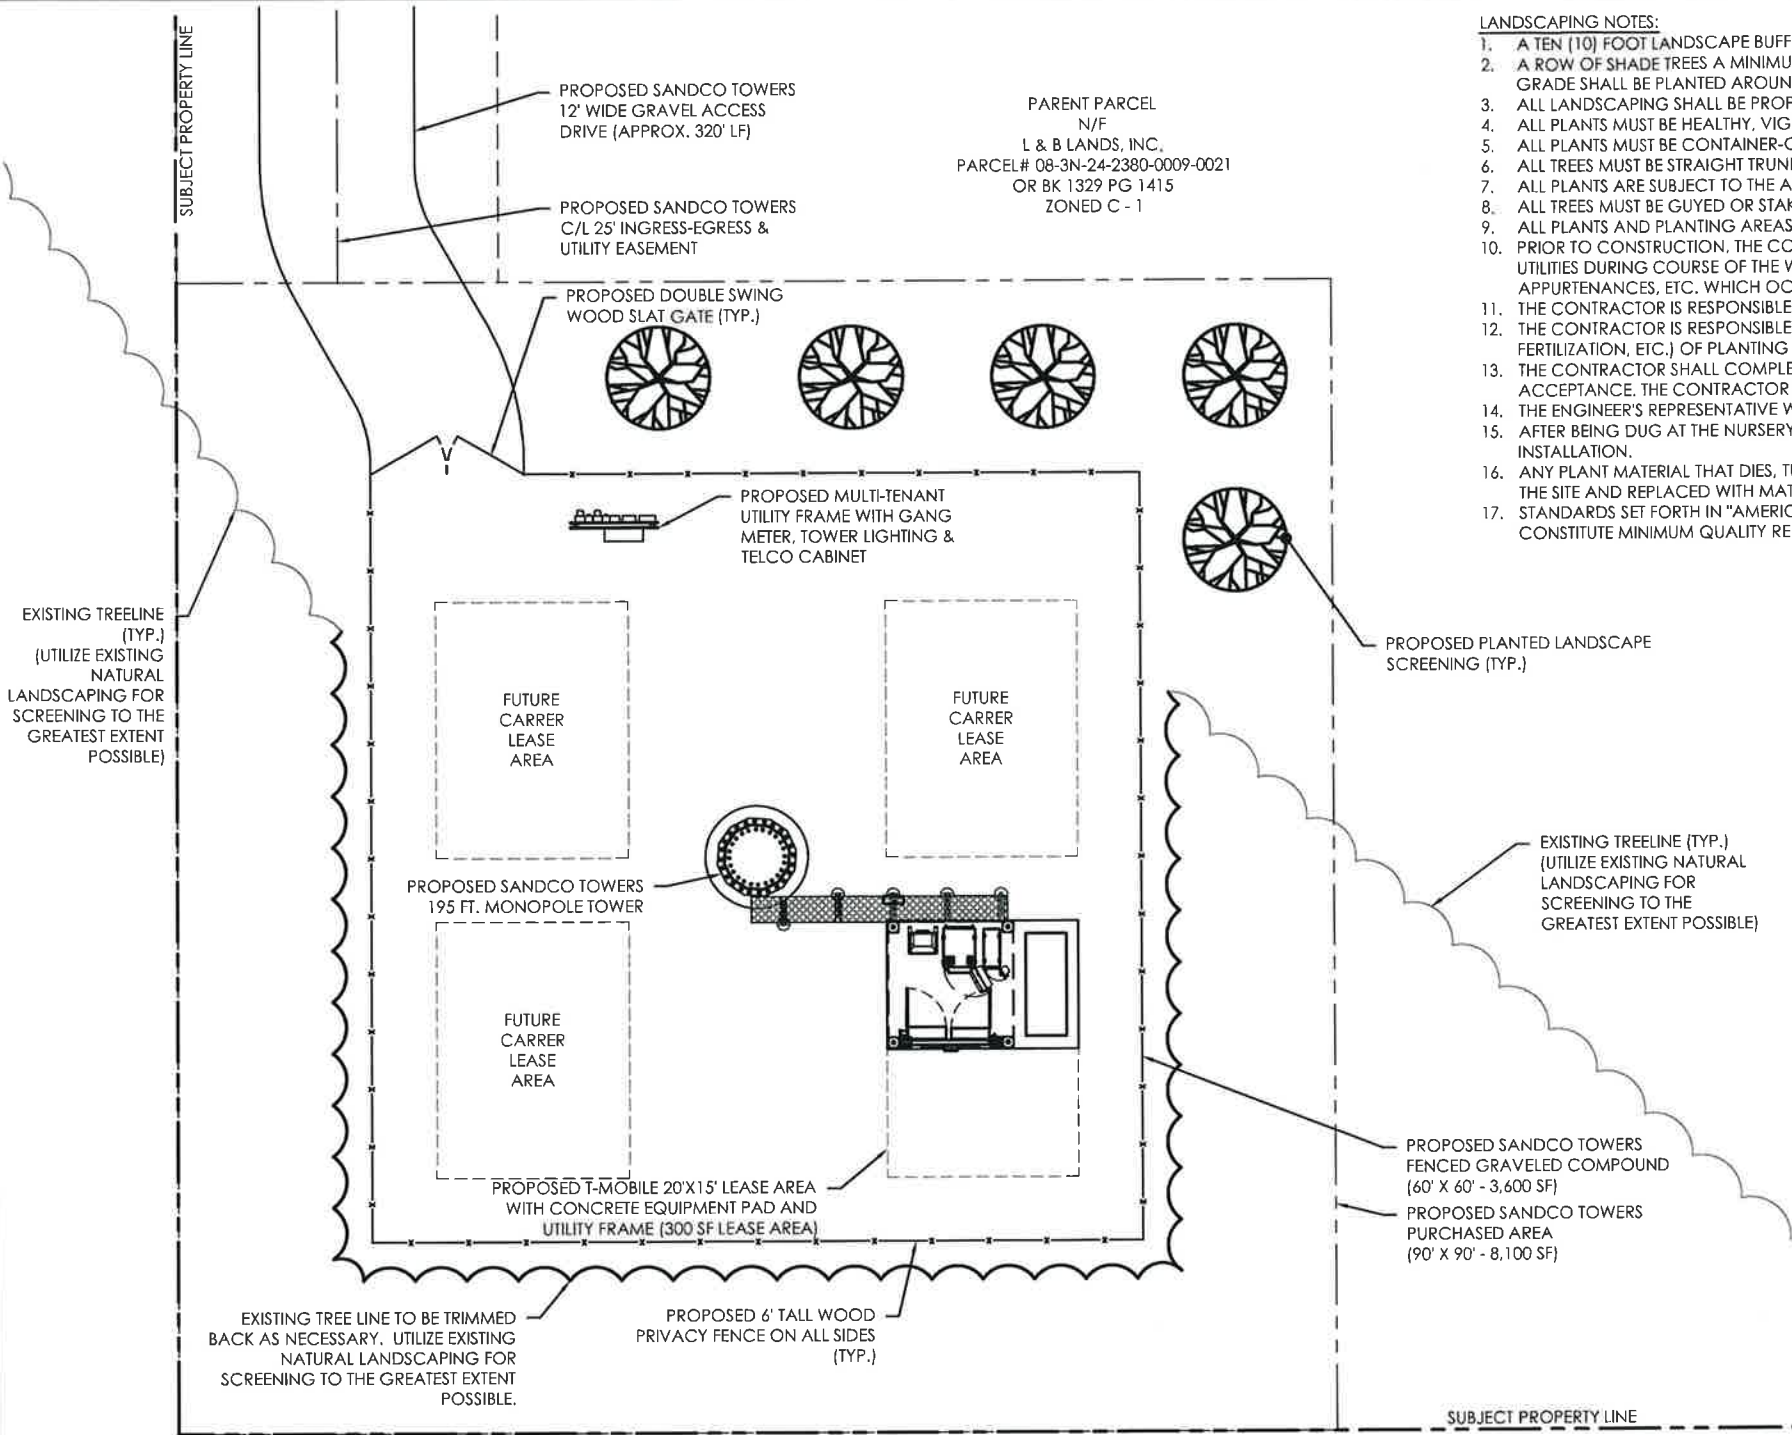 SUBJECT PROPERTY LINE
PROPOSED SANDCO TOWERS
12' WIDE GRAVEL ACCESS
DRIVE (APPROX. 320' LF)
PROPOSED SANDCO TOWERS
C/L 25' INGRESS-EGRESS &
UTILITY EASEMENT
PROPOSED DOUBLE SWING
WOOD SLAT GATE (TYP.)
PARENT PARCEL
N/F
L & B LANDS, INC.
PARCEL# 08-3N-24-2380-0009-0021
OR BK 1329 PG 1415
ZONED C - 1
LANDSCAPING NOTES:
1. A TEN (10) FOOT LANDSCAPE BUFF
2. A ROW OF SHADE TREES A MINIMU
GRADE SHALL BE PLANTED AROUN
3. ALL LANDSCAPING SHALL BE PROP
4. ALL PLANTS MUST BE HEALTHY, VIG
5. ALL PLANTS MUST BE CONTAINER-G
6. ALL TREES MUST BE STRAIGHT TRUN
7. ALL PLANTS ARE SUBJECT TO THE A
8. ALL TREES MUST BE GUYED OR STAK
9. ALL PLANTS AND PLANTING AREAS
10. PRIOR TO CONSTRUCTION, THE CO
UTILITIES DURING COURSE OF THE W
APPURTENANCES, ETC. WHICH OC
11. THE CONTRACTOR IS RESPONSIBLE
12. THE CONTRACTOR IS RESPONSIBLE
FERTILIZATION, ETC.) OF PLANTING
13. THE CONTRACTOR SHALL COMPLE
ACCEPTANCE. THE CONTRACTOR
14. THE ENGINEER'S REPRESENTATIVE W
15. AFTER BEING DUG AT THE NURSERY
INSTALLATION.
16. ANY PLANT MATERIAL THAT DIES, TU
THE SITE AND REPLACED WITH MAT
17. STANDARDS SET FORTH IN "AMERIC
CONSTITUTE MINIMUM QUALITY RE
PROPOSED MULTI-TENANT
UTILITY FRAME WITH GANG
METER, TOWER LIGHTING &
TELCO CABINET
EXISTING TREELINE
(TYP.)
(UTILIZE EXISTING
NATURAL
LANDSCAPING FOR
SCREENING TO THE
GREATEST EXTENT
POSSIBLE)
PROPOSED PLANTED LANDSCAPE
SCREENING (TYP.)
FUTURE
CARRER
LEASE
AREA
FUTURE
CARRER
LEASE
AREA
PROPOSED SANDCO TOWERS
195 FT. MONOPOLE TOWER
EXISTING TREELINE (TYP.)
(UTILIZE EXISTING NATURAL
LANDSCAPING FOR
SCREENING TO THE
GREATEST EXTENT POSSIBLE)
FUTURE
CARRER
LEASE
AREA
PROPOSED T-MOBILE 20'X15' LEASE AREA
WITH CONCRETE EQUIPMENT PAD AND
UTILITY FRAME (300 SF LEASE AREA)
PROPOSED SANDCO TOWERS
FENCED GRAVELED COMPOUND
(60' X 60' - 3,600 SF)
PROPOSED SANDCO TOWERS
PURCHASED AREA
(90' X 90' - 8,100 SF)
EXISTING TREE LINE TO BE TRIMMED
BACK AS NECESSARY. UTILIZE EXISTING
NATURAL LANDSCAPING FOR
SCREENING TO THE GREATEST EXTENT
POSSIBLE.
PROPOSED 6' TALL WOOD
PRIVACY FENCE ON ALL SIDES
(TYP.)
SUBJECT PROPERTY LINE